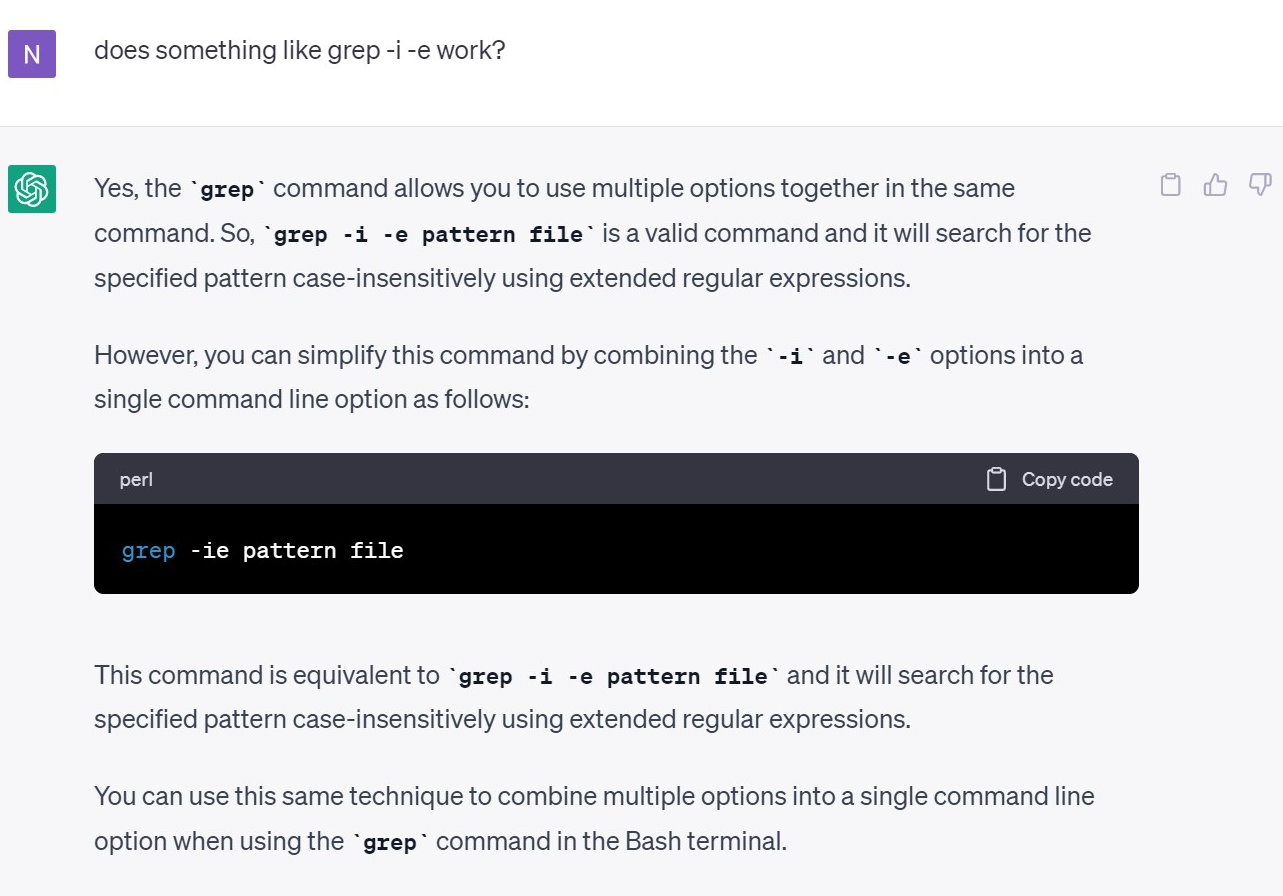 N
does something like grep -i -e work?
Yes, the `grep` command allows you to use multiple options together in the same
command. So, `grep -i -e pattern file` is a valid command and it will search for the
specified pattern case-insensitively using extended regular expressions.
However, you can simplify this command by combining the `-i` and `-e` options into a
single command line option as follows:
perl
Copy code
grep -ie pattern file
This command is equivalent to `grep -i -e pattern file` and it will search for the
specified pattern case-insensitively using extended regular expressions.
You can use this same technique to combine multiple options into a single command line
option when using the `grep` command in the Bash terminal.